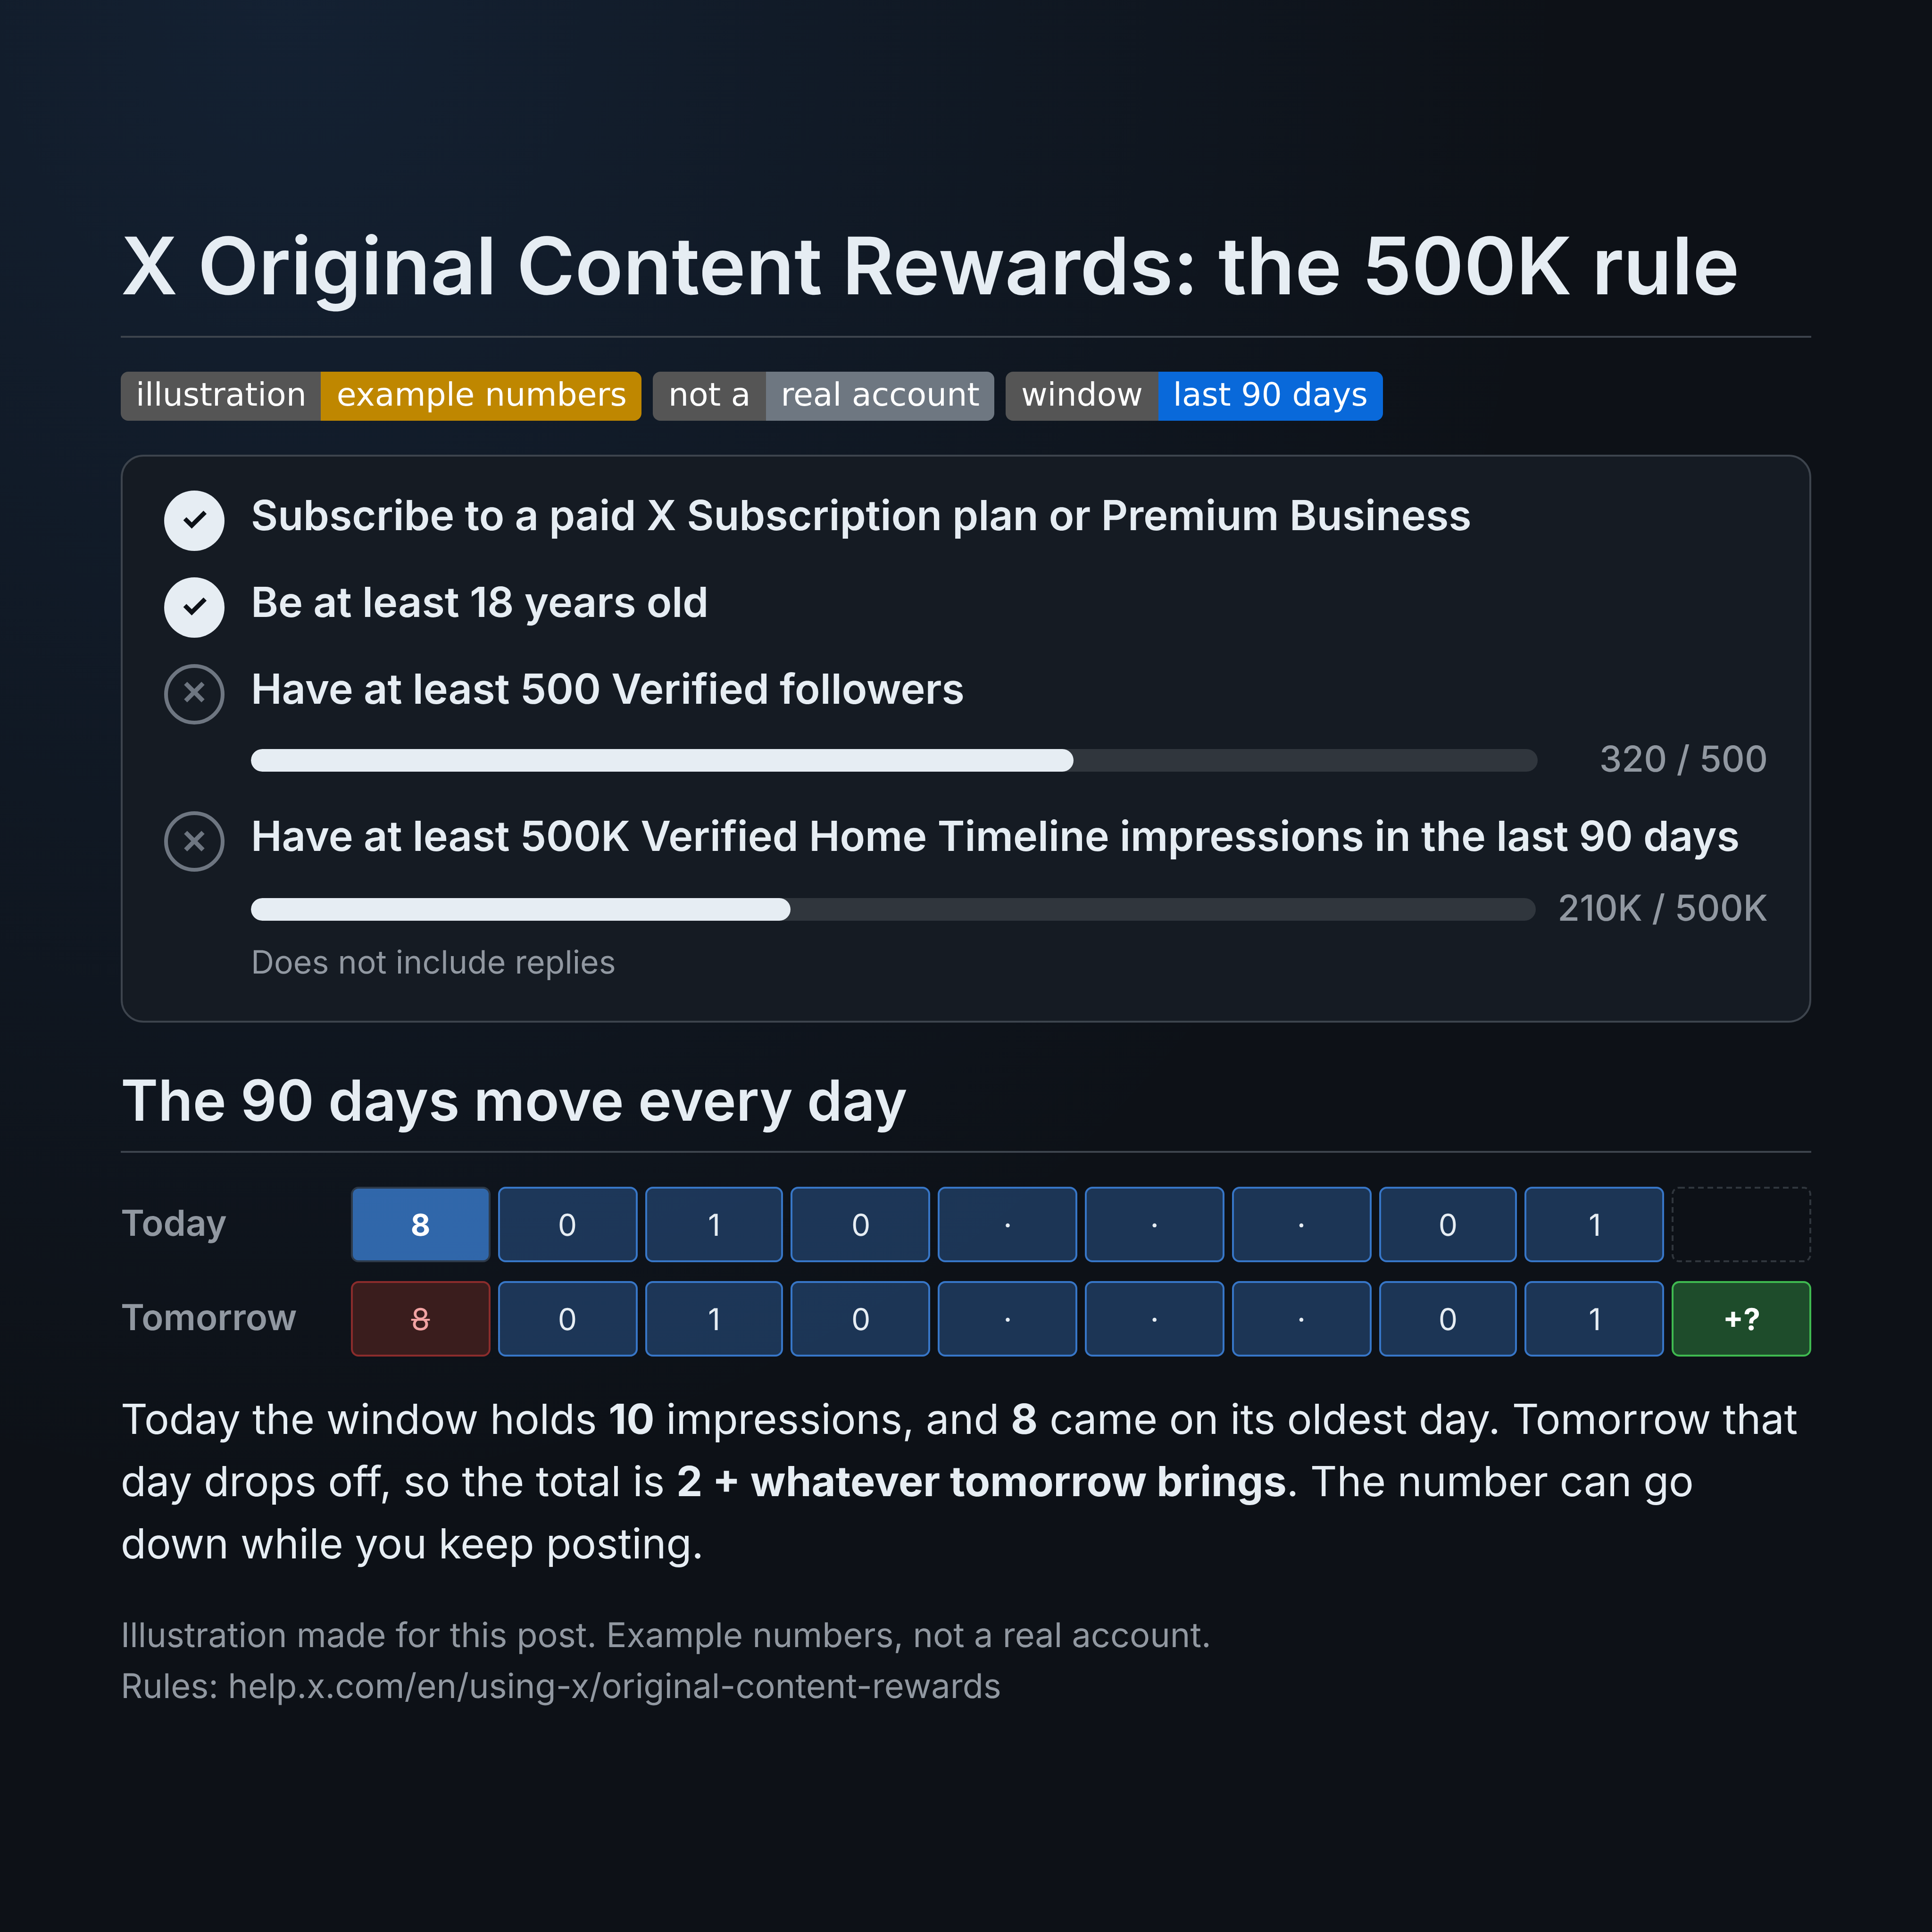 X Original Content Rewards: the 500K rule
illustration example numbers not a real account window last 90 days
Subscribe to a paid X Subscription plan or Premium Business
Be at least 18 years old
Have at least 500 Verified followers
320 / 500
Have at least 500K Verified Home Timeline impressions in the last 90 days
210K / 500K
Does not include replies
The 90 days move every day
Today 8 0 1 0 · · · 0 1
Tomorrow 8 0 1 0 · · · 0 1 +?
Today the window holds 10 impressions, and 8 came on its oldest day. Tomorrow that
day drops off, so the total is 2 + whatever tomorrow brings. The number can go
down while you keep posting.
Illustration made for this post. Example numbers, not a real account.
Rules: help.x.com/en/using-x/original-content-rewards